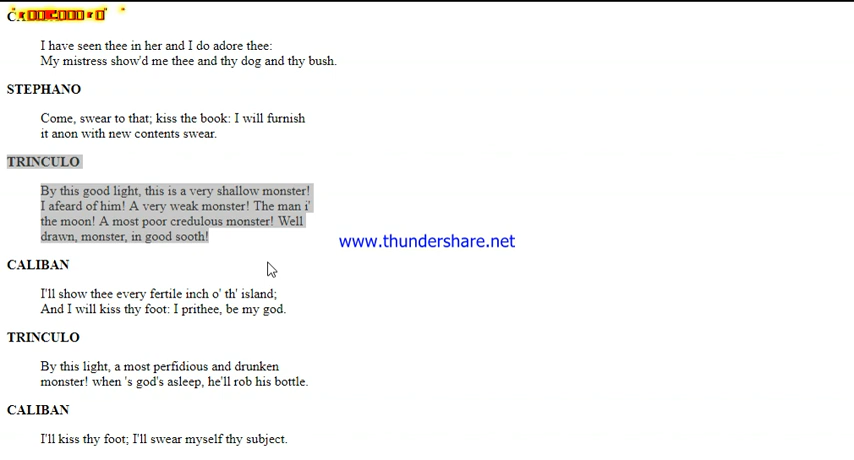 I have seen thee in her and I do adore thee:
My mistress show'd me thee and thy dog and thy bush.
STEPHANO
Come, swear to that; kiss the book: I will furnish
it anon with new contents swear.
TRINCULO
By this good light, this is a very shallow monster!
I afeard of him! A very weak monster! The man i'
the moon! A most poor credulous monster! Well
drawn, monster, in good sooth!
www.thundershare.net
CALIBAN
I'll show thee every fertile inch o' th' island;
And I will kiss thy foot: I prithee, be my god.
TRINCULO
By this light, a most perfidious and drunken
monster! when 's god's asleep, he'll rob his bottle.
CALIBAN
I'll kiss thy foot; I'll swear myself thy subject.